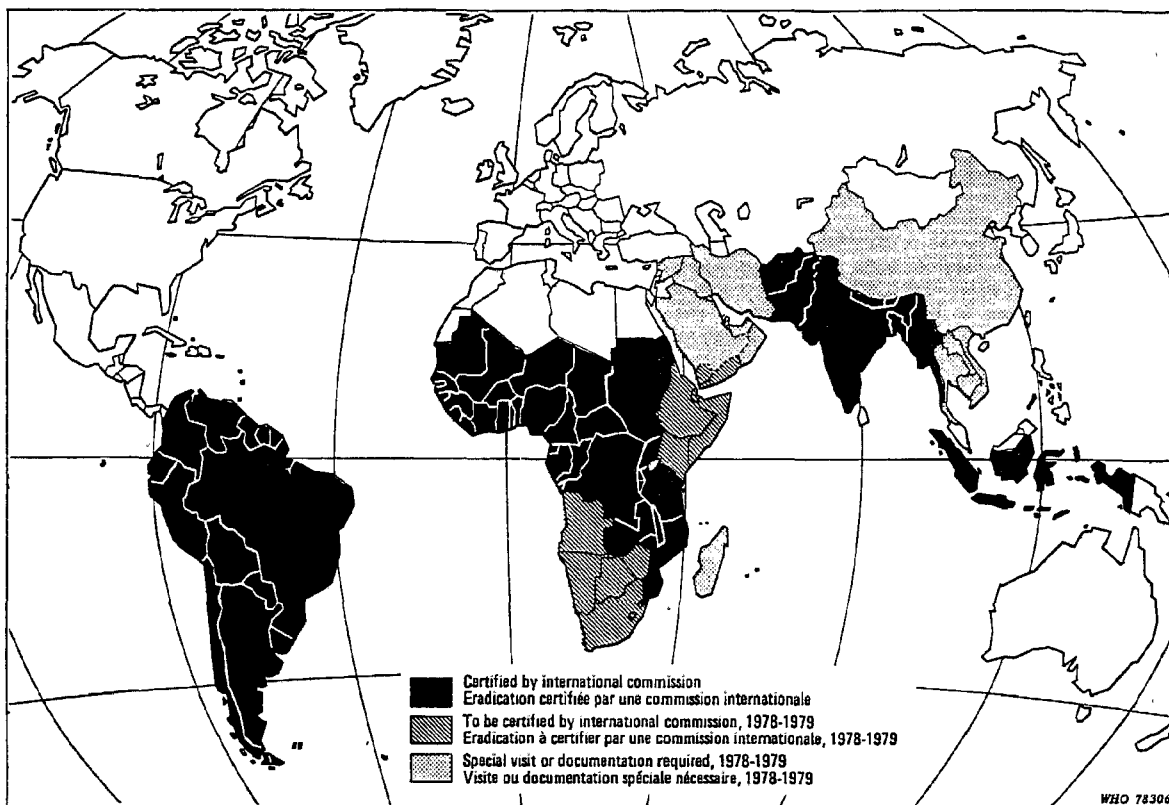 Certified by international commission
Eradication certifiée par une commission internationale
To be certified by international commission, 1978-1979
Eradication à certifier par une commission internationale, 1978-1979
Special visit or documentation required, 1978-1979
Visite ou documentation spéciale nécessaire, 1978-1979
WHO 78306